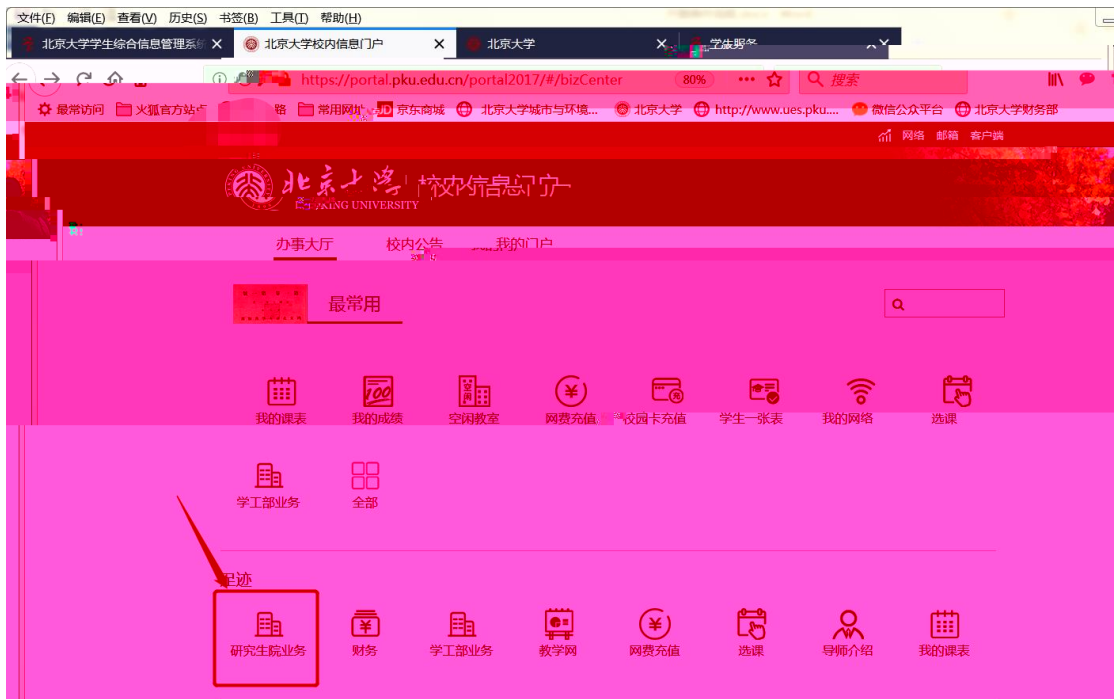 文件(F) 编辑(E) 查看(V) 历史(S) 书签(B) 工具(T) 帮助(H)
北京大学学生综合信息管理系统 北京大学校内信息门户 北京大学
https://portal.pku.edu.cn/portal2017/#/bizCenter 80% 搜索
最常访问 火狐官方站点 常用网址 JD 京东商城 北京大学城市与环境... 北京大学 http://www.ues.pku.... 微信公众平台 北京大学财务部
网络 邮箱 客户端
北京大学 校内信息门户
PEKING UNIVERSITY
办事大厅 校内公告 我的门户
最常用
我的课表 我的成绩 空闲教室 网费充值 校园卡充值 学生一张表 我的网络 选课
学工部业务 全部
足迹
研究生院业务 财务 学工部业务 教学网 网费充值 选课 导师介绍 我的课表